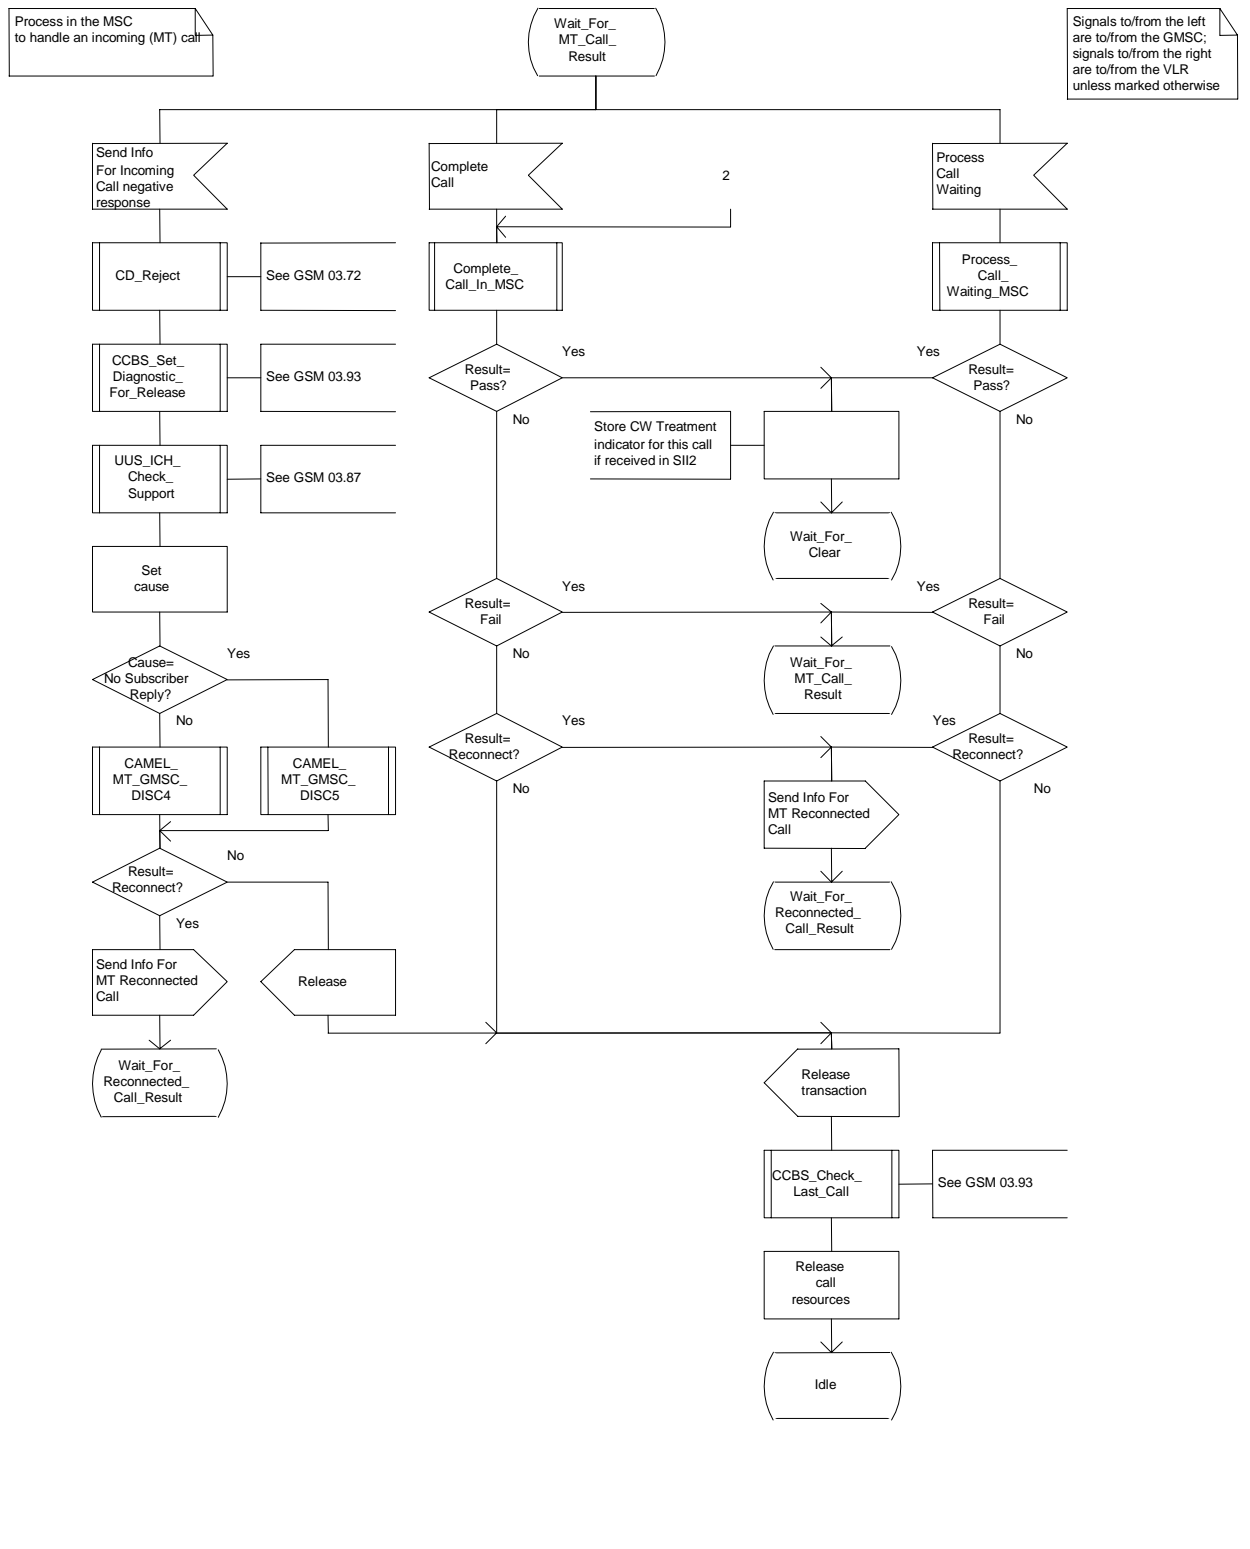 Process in the MSC
to handle an incoming (MT) call
Wait_For_
MT_Call_
Result
Signals to/from the left
are to/from the GMSC;
signals to/from the right
are to/from the VLR
unless marked otherwise
Send Info
For Incoming
Call negative
response
Complete
Call
2
Process
Call
Waiting
CD_Reject
See GSM 03.72
Complete_
Call_In_MSC
Process_
Call_
Waiting_MSC
CCBS_Set_
Diagnostic_
For_Release
See GSM 03.93
Result=
Pass?
Yes
No
Yes
Result=
Pass?
No
Store CW Treatment
indicator for this call
if received in SII2
UUS_ICH_
Check_
Support
See GSM 03.87
Wait_For_
Clear
Set
cause
Result=
Fail
Yes
No
Yes
Result=
Fail
No
Cause=
No Subscriber
Reply?
Yes
No
Wait_For_
MT_Call_
Result
Result=
Reconnect?
Yes
No
Yes
Result=
Reconnect?
No
CAMEL_
MT_GMSC_
DISC4
CAMEL_
MT_GMSC_
DISC5
Send Info For
MT Reconnected
Call
Result=
Reconnect?
No
Yes
Wait_For_
Reconnected_
Call_Result
Send Info For
MT Reconnected
Call
Release
Wait_For_
Reconnected_
Call_Result
Release
transaction
CCBS_Check_
Last_Call
See GSM 03.93
Release
call
resources
Idle